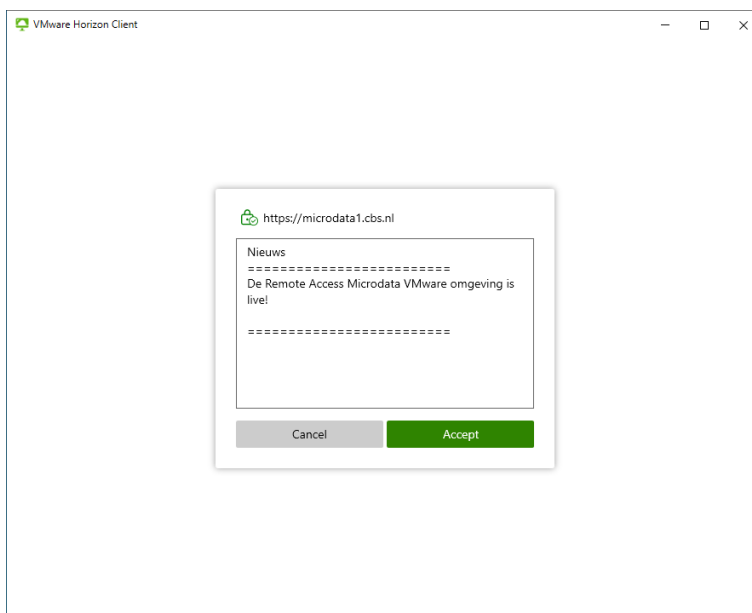 VMware Horizon Client
https://microdata1.cbs.nl
Nieuws
=========================
De Remote Access Microdata VMware omgeving is
live!
=========================
Cancel
Accept